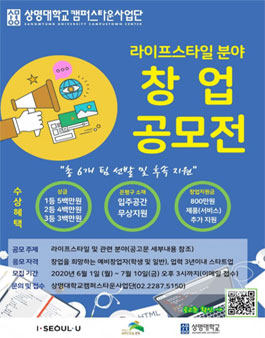 상명대학교캠퍼스타운사업단
SANGMYUNG UNIVERSITY CAMPUSTOWN
라이프스타일 분야
창 업
공모전
"총 6개 팀 선발 및 후속 지원"
수상혜택
상금
1등 5백만원
2등 4백만원
3등 3백만원
은평구 소재
입주공간
무상지원
창업지원금
800만원
제품(서비스)
추가 지원
공모 주제 라이프스타일 및 관련 분야(공고문 세부내용 참조)
공모 자격 창업을 희망하는 예비창업자(학생 및 일반), 업력 3년이내 스타트업
모집 기간 2020년 6월 1일(월) ~ 7월 10일(금) 오후 3시까지(이메일 접수)
문의 및 접수 상명대학교캠퍼스타운사업단(02.2287.5150)
I·SEOUL·U
상명대학교